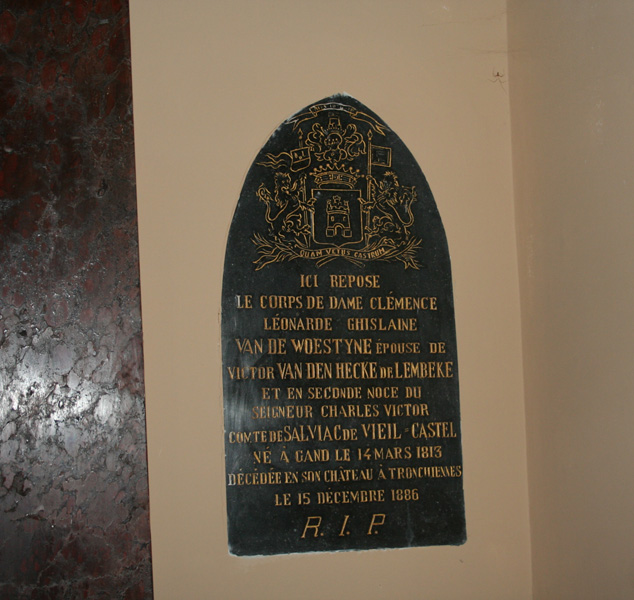 QUAM VETUS CASTRUM
ICI REPOSE
LE CORPS DE DAME CLÉMENCE
LÉONARDE GHISLAINE
VAN DE WOESTYNE ÉPOUSE DE
VICTOR VAN DEN HECKE DE LEMBEKE
ET EN SECONDE NOCE DU
SEIGNEUR CHARLES VICTOR
COMTE DE SALVIAC DE VIEIL-CASTEL
NÉ À GAND LE 14 MARS 1813
DÉCÉDÉE EN SON CHÂTEAU À TRONCHIENNES
LE 15 DÉCEMBRE 1886
R. I. P.